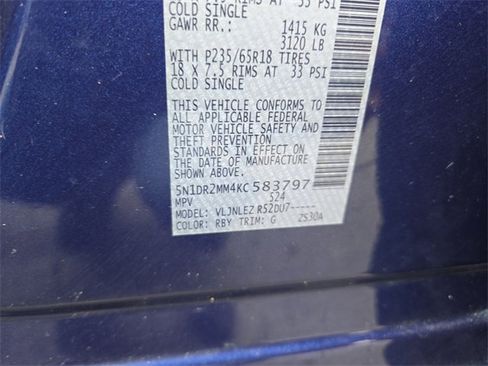 COLD SINGLE
GAWR RR.: 1415 KG
3120 LB
WITH P235/65R18 TIRES
18 X 7.5 RIMS AT 33 PSI
COLD SINGLE
THIS VEHICLE CONFORMS TO
ALL APPLICABLE FEDERAL
MOTOR VEHICLE SAFETY AND
THEFT PREVENTION
STANDARDS IN EFFECT ON
THE DATE OF MANUFACTURE
SHOWN ABOVE.
5N1DR2MM4KC583797
MPV 524
MODEL: VLJNLEZ R52DU7-----
COLOR: RBY TRIM: G ZS30A